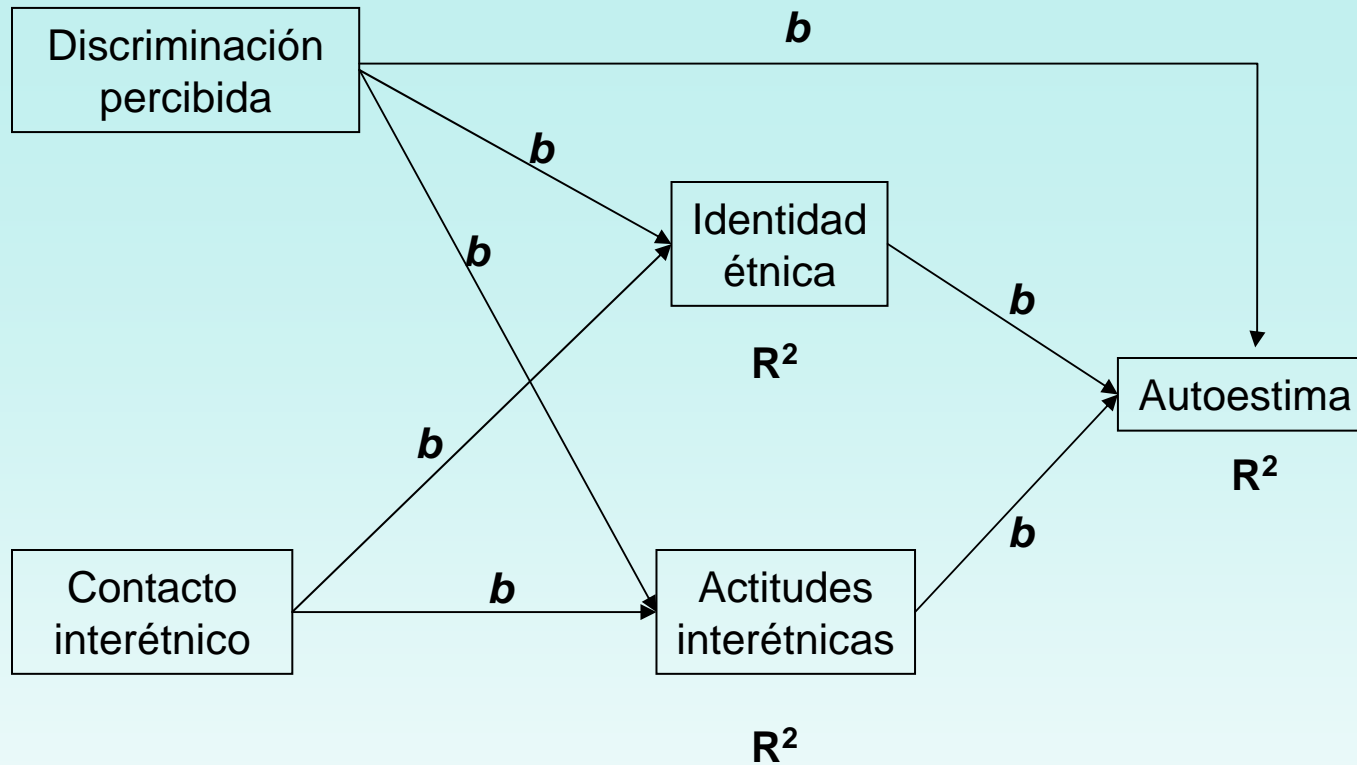 b
Discriminación
percibida
b
Identidad
étnica
b
b
R²
Autoestima
b
R²
b
Contacto
interétnico
b
Actitudes
interétnicas
R²